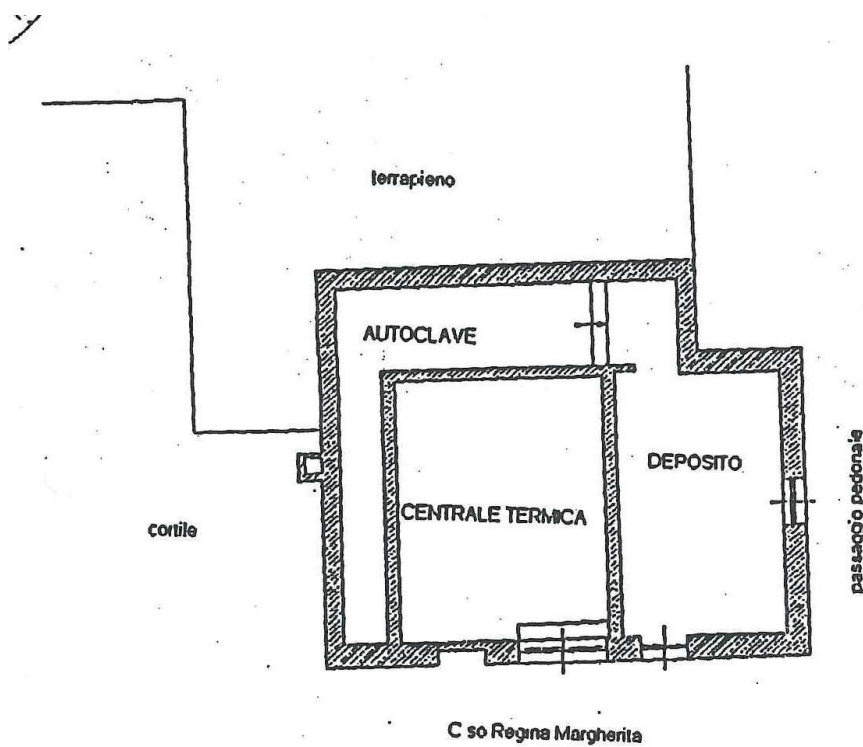 terrapieno
AUTOCLAVE
DEPOSITO
CENTRALE TERMICA
cortile
passaggio pedonale
C so Regina Margherita